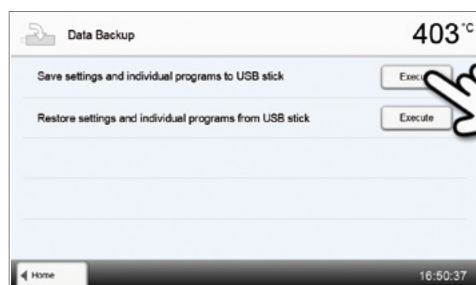 Data Backup 403 °C
Save settings and individual programs to USB stick
Restore settings and individual programs from USB stick Execute
Home 16:50:37